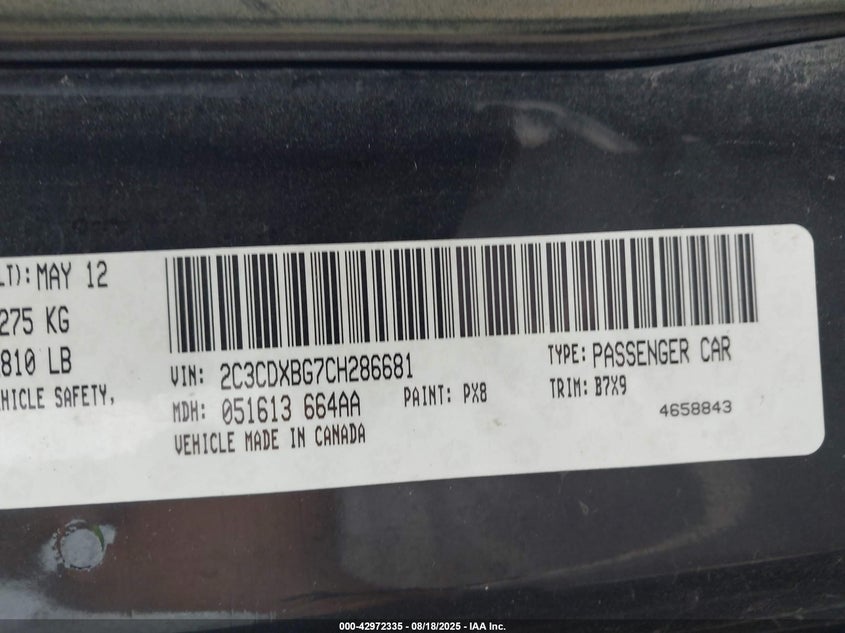 LT): MAY 12
275 KG
810 LB
HICLE SAFETY,
VIN: 2C3CDXBG7CH286681
TYPE: PASSENGER CAR
MDH: 051613 664AA
PAINT: PX8
TRIM: B7X9
VEHICLE MADE IN CANADA
4658843
000-42972335 - 08/18/2025 - IAA Inc.